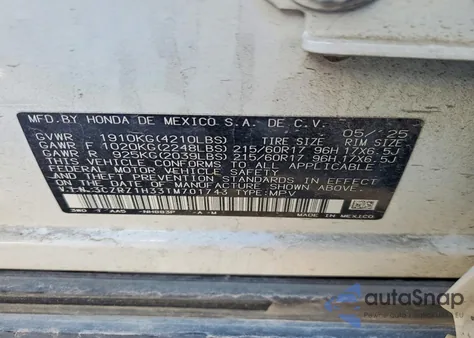 MFD.BY HONDA DE MEXICO S.A. DE C.V. 05/25
GVWR 1910KG(4210LBS) TIRE SIZE RIM SIZE
GAWR F 1020KG(2248LBS) 215/60R17 96H 17X6.5J
GAWR R 925KG(2039LBS) 215/60R17 96H 17X6.5J
THIS VEHICLE CONFORMS TO ALL APPLICABLE
FEDERAL MOTOR VEHICLE SAFETY AND
THEFT PREVENTION STANDARDS IN EFFECT ON
THE DATE OF MANUFACTURE SHOWN ABOVE.
TYPE:MPV
MADE IN MEXICO
autoSnap